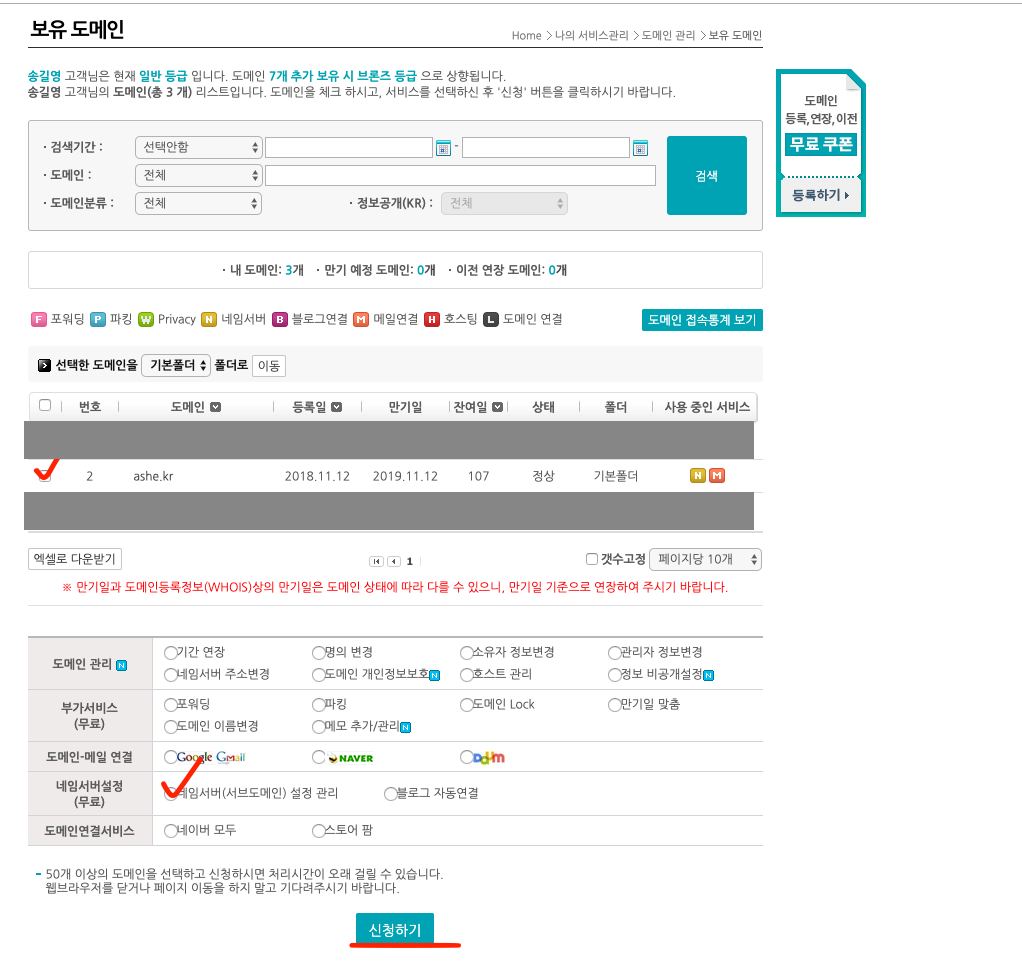 보유 도메인
Home > 나의 서비스관리 > 도메인 관리 > 보유 도메인
송길영 고객님은 현재 일반 등급 입니다. 도메인 7개 추가 보유 시 브론즈 등급 으로 상향됩니다.
송길영 고객님의 도메인(총 3 개) 리스트입니다. 도메인을 체크 하시고, 서비스를 선택하신 후 '신청' 버튼을 클릭하시기 바랍니다.
도메인
등록,연장,이전
무료 쿠폰
등록하기
· 검색기간 : 선택안함 -
· 도메인 : 전체
· 도메인분류 : 전체 · 정보공개(KR) : 전체
검색
· 내 도메인: 3개 · 만기 예정 도메인: 0개 · 이전 연장 도메인: 0개
F 포워딩 P 파킹 W Privacy N 네임서버 B 블로그연결 M 메일연결 H 호스팅 L 도메인 연결
도메인 접속통계 보기
선택한 도메인을 기본폴더 폴더로 이동
번호 도메인 등록일 만기일 잔여일 상태 폴더 사용 중인 서비스
2 ashe.kr 2018.11.12 2019.11.12 107 정상 기본폴더 N M
엑셀로 다운받기 1 갯수고정 페이지당 10개
※ 만기일과 도메인등록정보(WHOIS)상의 만기일은 도메인 상태에 따라 다를 수 있으니, 만기일 기준으로 연장하여 주시기 바랍니다.
도메인 관리 N
기간 연장 명의 변경 소유자 정보변경 관리자 정보변경
네임서버 주소변경 도메인 개인정보보호 N 호스트 관리 정보 비공개설정 N
부가서비스
(무료)
포워딩 파킹 도메인 Lock 만기일 맞춤
도메인 이름변경 메모 추가/관리 N
도메인-메일 연결
Google Gmail NAVER Daum
네임서버설정
(무료)
네임서버(서브도메인) 설정 관리 블로그 자동연결
도메인연결서비스
네이버 모두 스토어 팜
50개 이상의 도메인을 선택하고 신청하시면 처리시간이 오래 걸릴 수 있습니다.
웹브라우저를 닫거나 페이지 이동을 하지 말고 기다려주시기 바랍니다.
신청하기